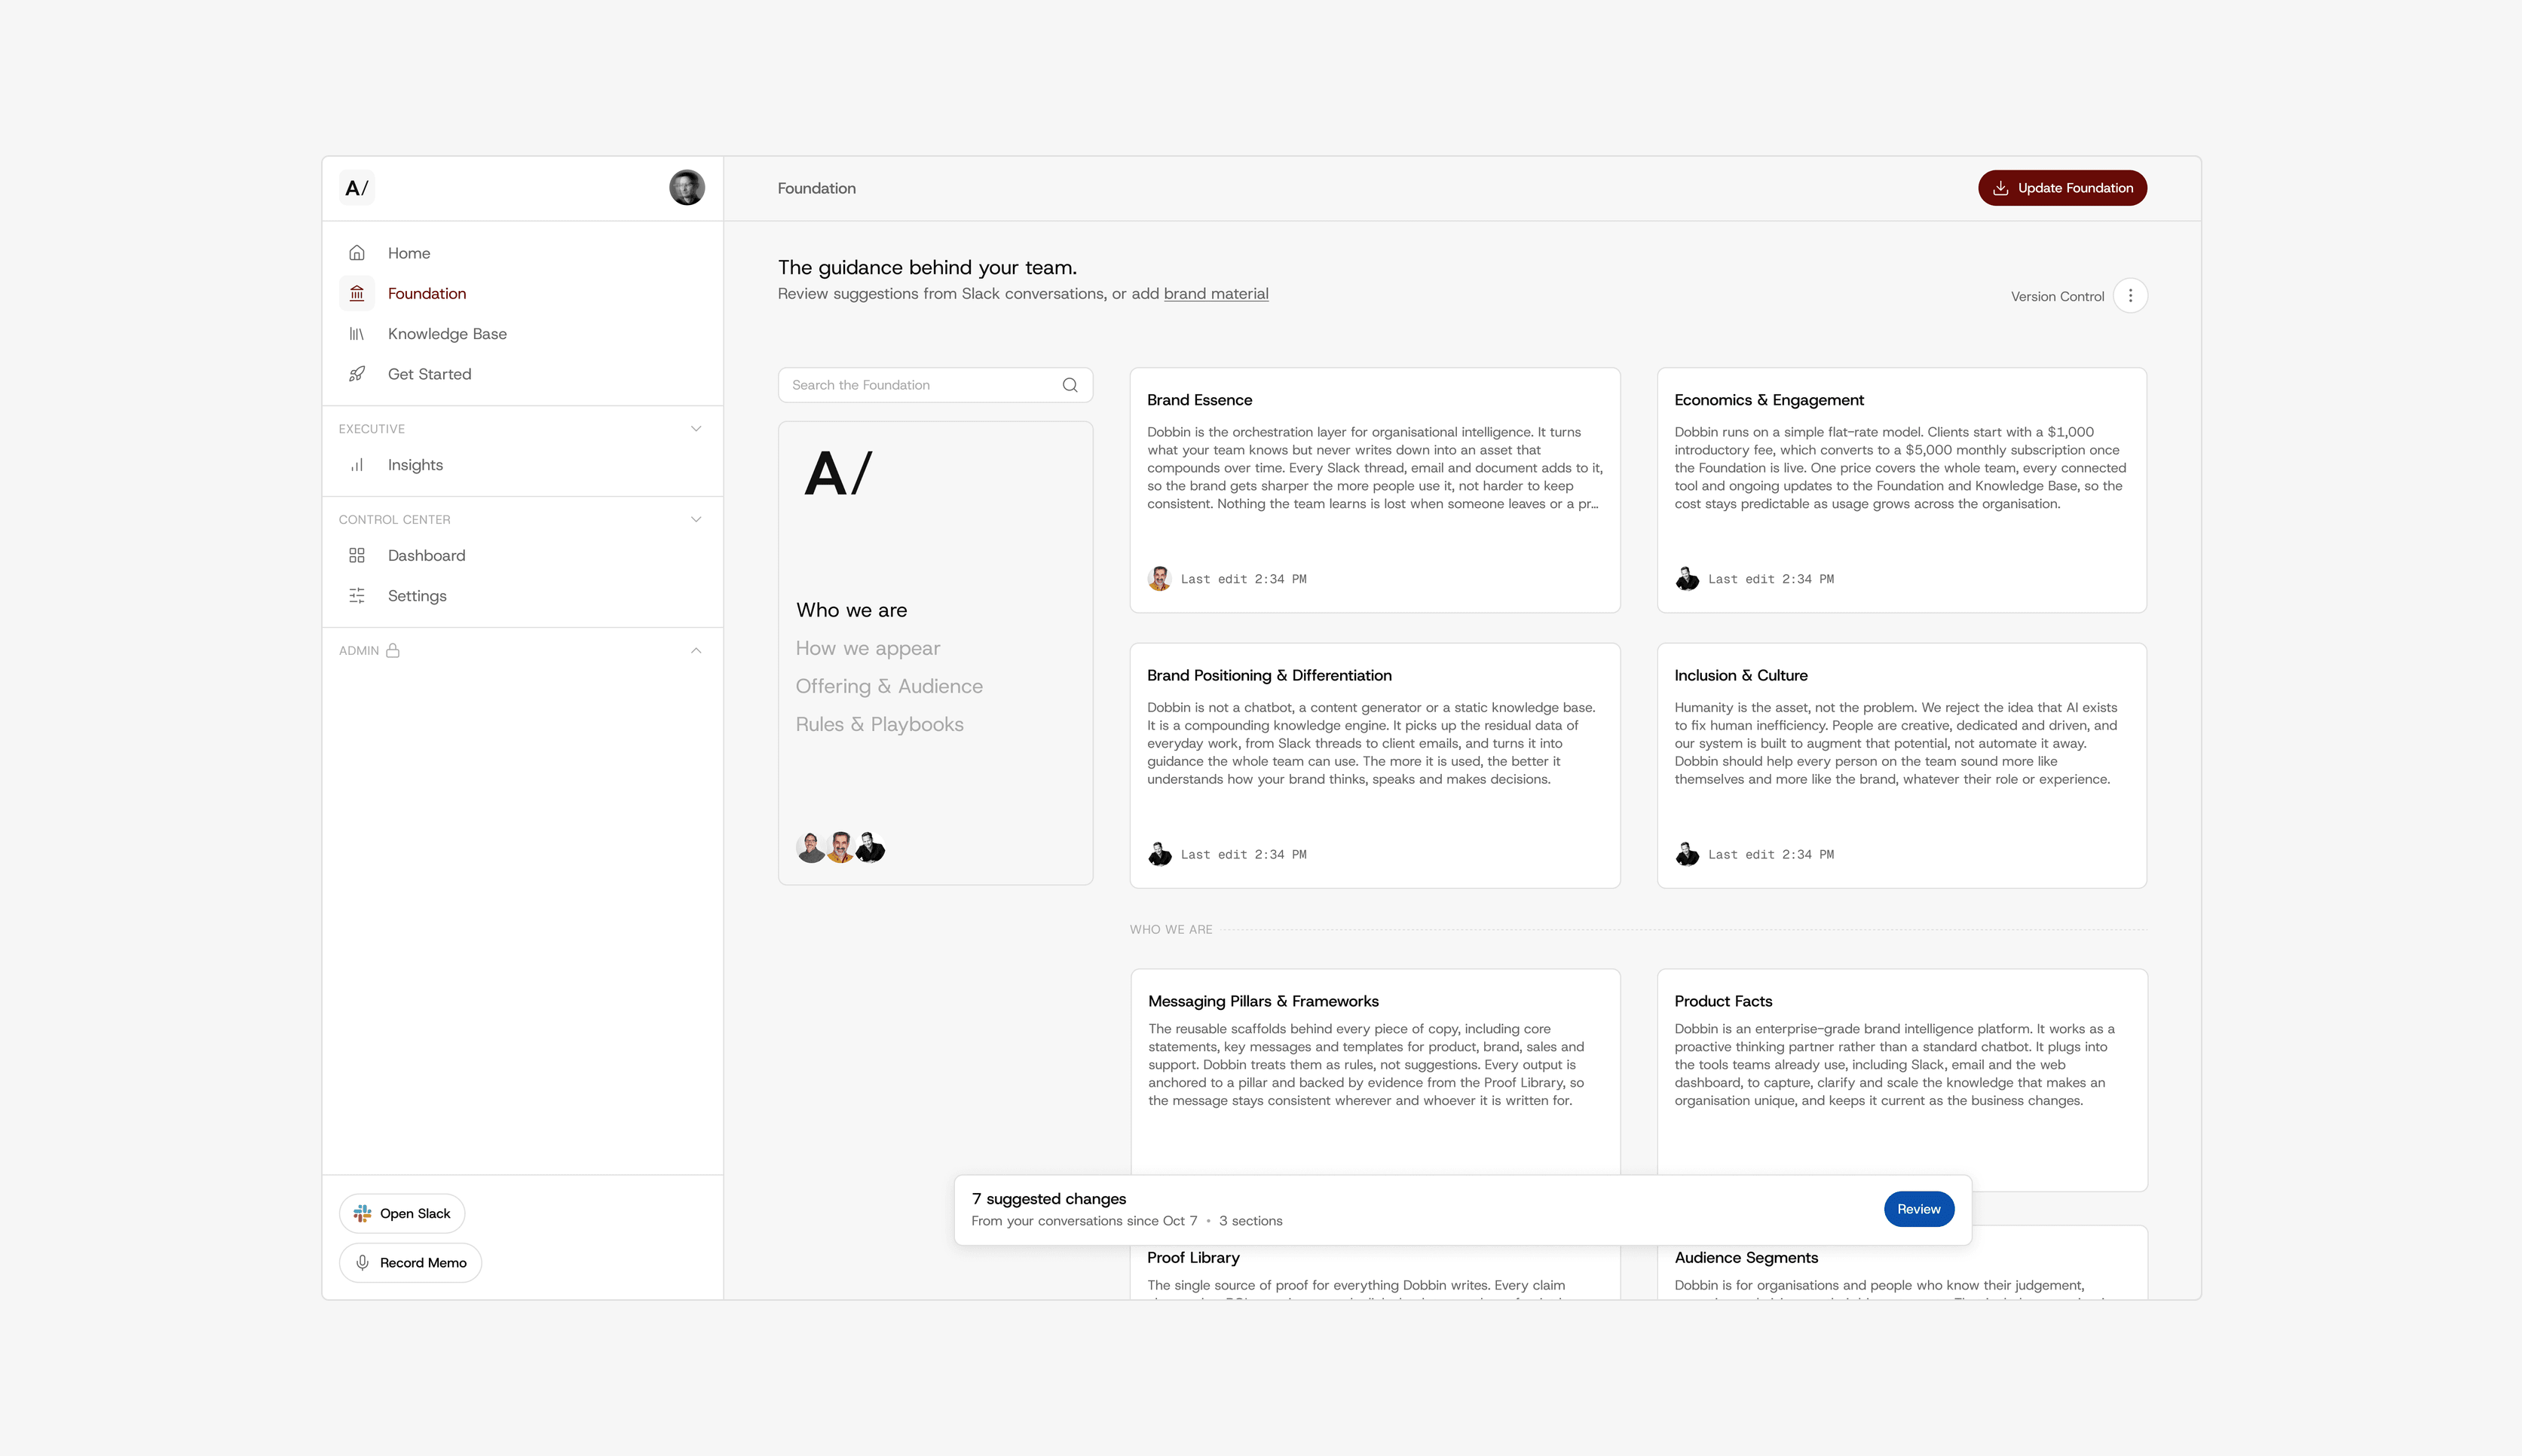 A/
Home
Foundation
Knowledge Base
Get Started
EXECUTIVE
Insights
CONTROL CENTER
Dashboard
Settings
ADMIN
Open Slack
Record Memo
Foundation
Update Foundation
The guidance behind your team.
Review suggestions from Slack conversations, or add brand material
Version Control
Search the Foundation
A/
Who we are
How we appear
Offering & Audience
Rules & Playbooks
Brand Essence
Dobbin is the orchestration layer for organisational intelligence. It turns
what your team knows but never writes down into an asset that
compounds over time. Every Slack thread, email and document adds to it,
so the brand gets sharper the more people use it, not harder to keep
consistent. Nothing the team learns is lost when someone leaves or a pr...
Last edit 2:34 PM
Economics & Engagement
Dobbin runs on a simple flat-rate model. Clients start with a $1,000
introductory fee, which converts to a $5,000 monthly subscription once
the Foundation is live. One price covers the whole team, every connected
tool and ongoing updates to the Foundation and Knowledge Base, so the
cost stays predictable as usage grows across the organisation.
Last edit 2:34 PM
Brand Positioning & Differentiation
Dobbin is not a chatbot, a content generator or a static knowledge base.
It is a compounding knowledge engine. It picks up the residual data of
everyday work, from Slack threads to client emails, and turns it into
guidance the whole team can use. The more it is used, the better it
understands how your brand thinks, speaks and makes decisions.
Last edit 2:34 PM
Inclusion & Culture
Humanity is the asset, not the problem. We reject the idea that AI exists
to fix human inefficiency. People are creative, dedicated and driven, and
our system is built to augment that potential, not automate it away.
Dobbin should help every person on the team sound more like
themselves and more like the brand, whatever their role or experience.
Last edit 2:34 PM
WHO WE ARE
Messaging Pillars & Frameworks
The reusable scaffolds behind every piece of copy, including core
statements, key messages and templates for product, brand, sales and
support. Dobbin treats them as rules, not suggestions. Every output is
anchored to a pillar and backed by evidence from the Proof Library, so
the message stays consistent wherever and whoever it is written for.
Product Facts
Dobbin is an enterprise-grade brand intelligence platform. It works as a
proactive thinking partner rather than a standard chatbot. It plugs into
the tools teams already use, including Slack, email and the web
dashboard, to capture, clarify and scale the knowledge that makes an
organisation unique, and keeps it current as the business changes.
7 suggested changes
From your conversations since Oct 7 • 3 sections
Review
Proof Library
The single source of proof for everything Dobbin writes. Every claim
Audience Segments
Dobbin is for organisations and people who know their judgement,